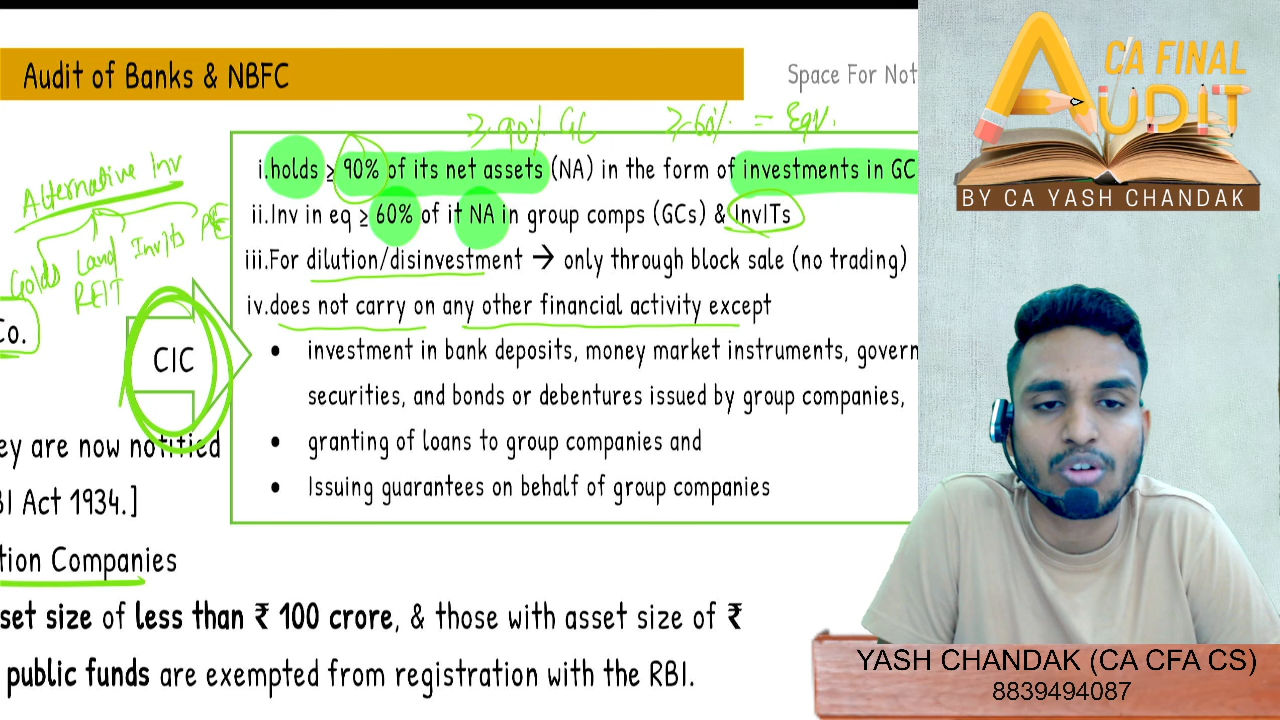 Audit of Banks & NBFC
Space For Not
≥ 90% GC ≥ 60% = Eqv.
i.holds ≥ 90% of its net assets (NA) in the form of investments in GC
ii.Inv in eq ≥ 60% of it NA in group comps (GCs) & InvITs
iii.For dilution/disinvestment → only through block sale (no trading)
iv.does not carry on any other financial activity except
• investment in bank deposits, money market instruments, govern
securities, and bonds or debentures issued by group companies,
• granting of loans to group companies and
• Issuing guarantees on behalf of group companies
Alternative Inv
Golds Land Invits PE
REIT
Co.
CIC
ey are now notified
BI Act 1934.]
tion Companies
set size of less than ₹ 100 crore, & those with asset size of ₹
public funds are exempted from registration with the RBI.
CA FINAL
AUDIT
BY CA YASH CHANDAK
YASH CHANDAK (CA CFA CS)
8839494087